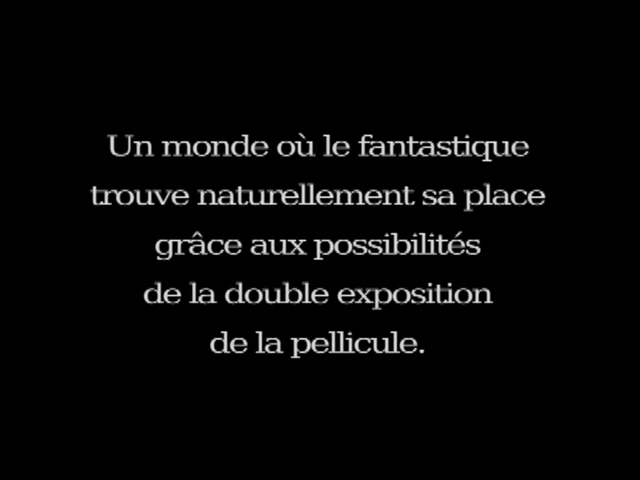 Un monde où le fantastique
trouve naturellement sa place
grâce aux possibilités
de la double exposition
de la pellicule.